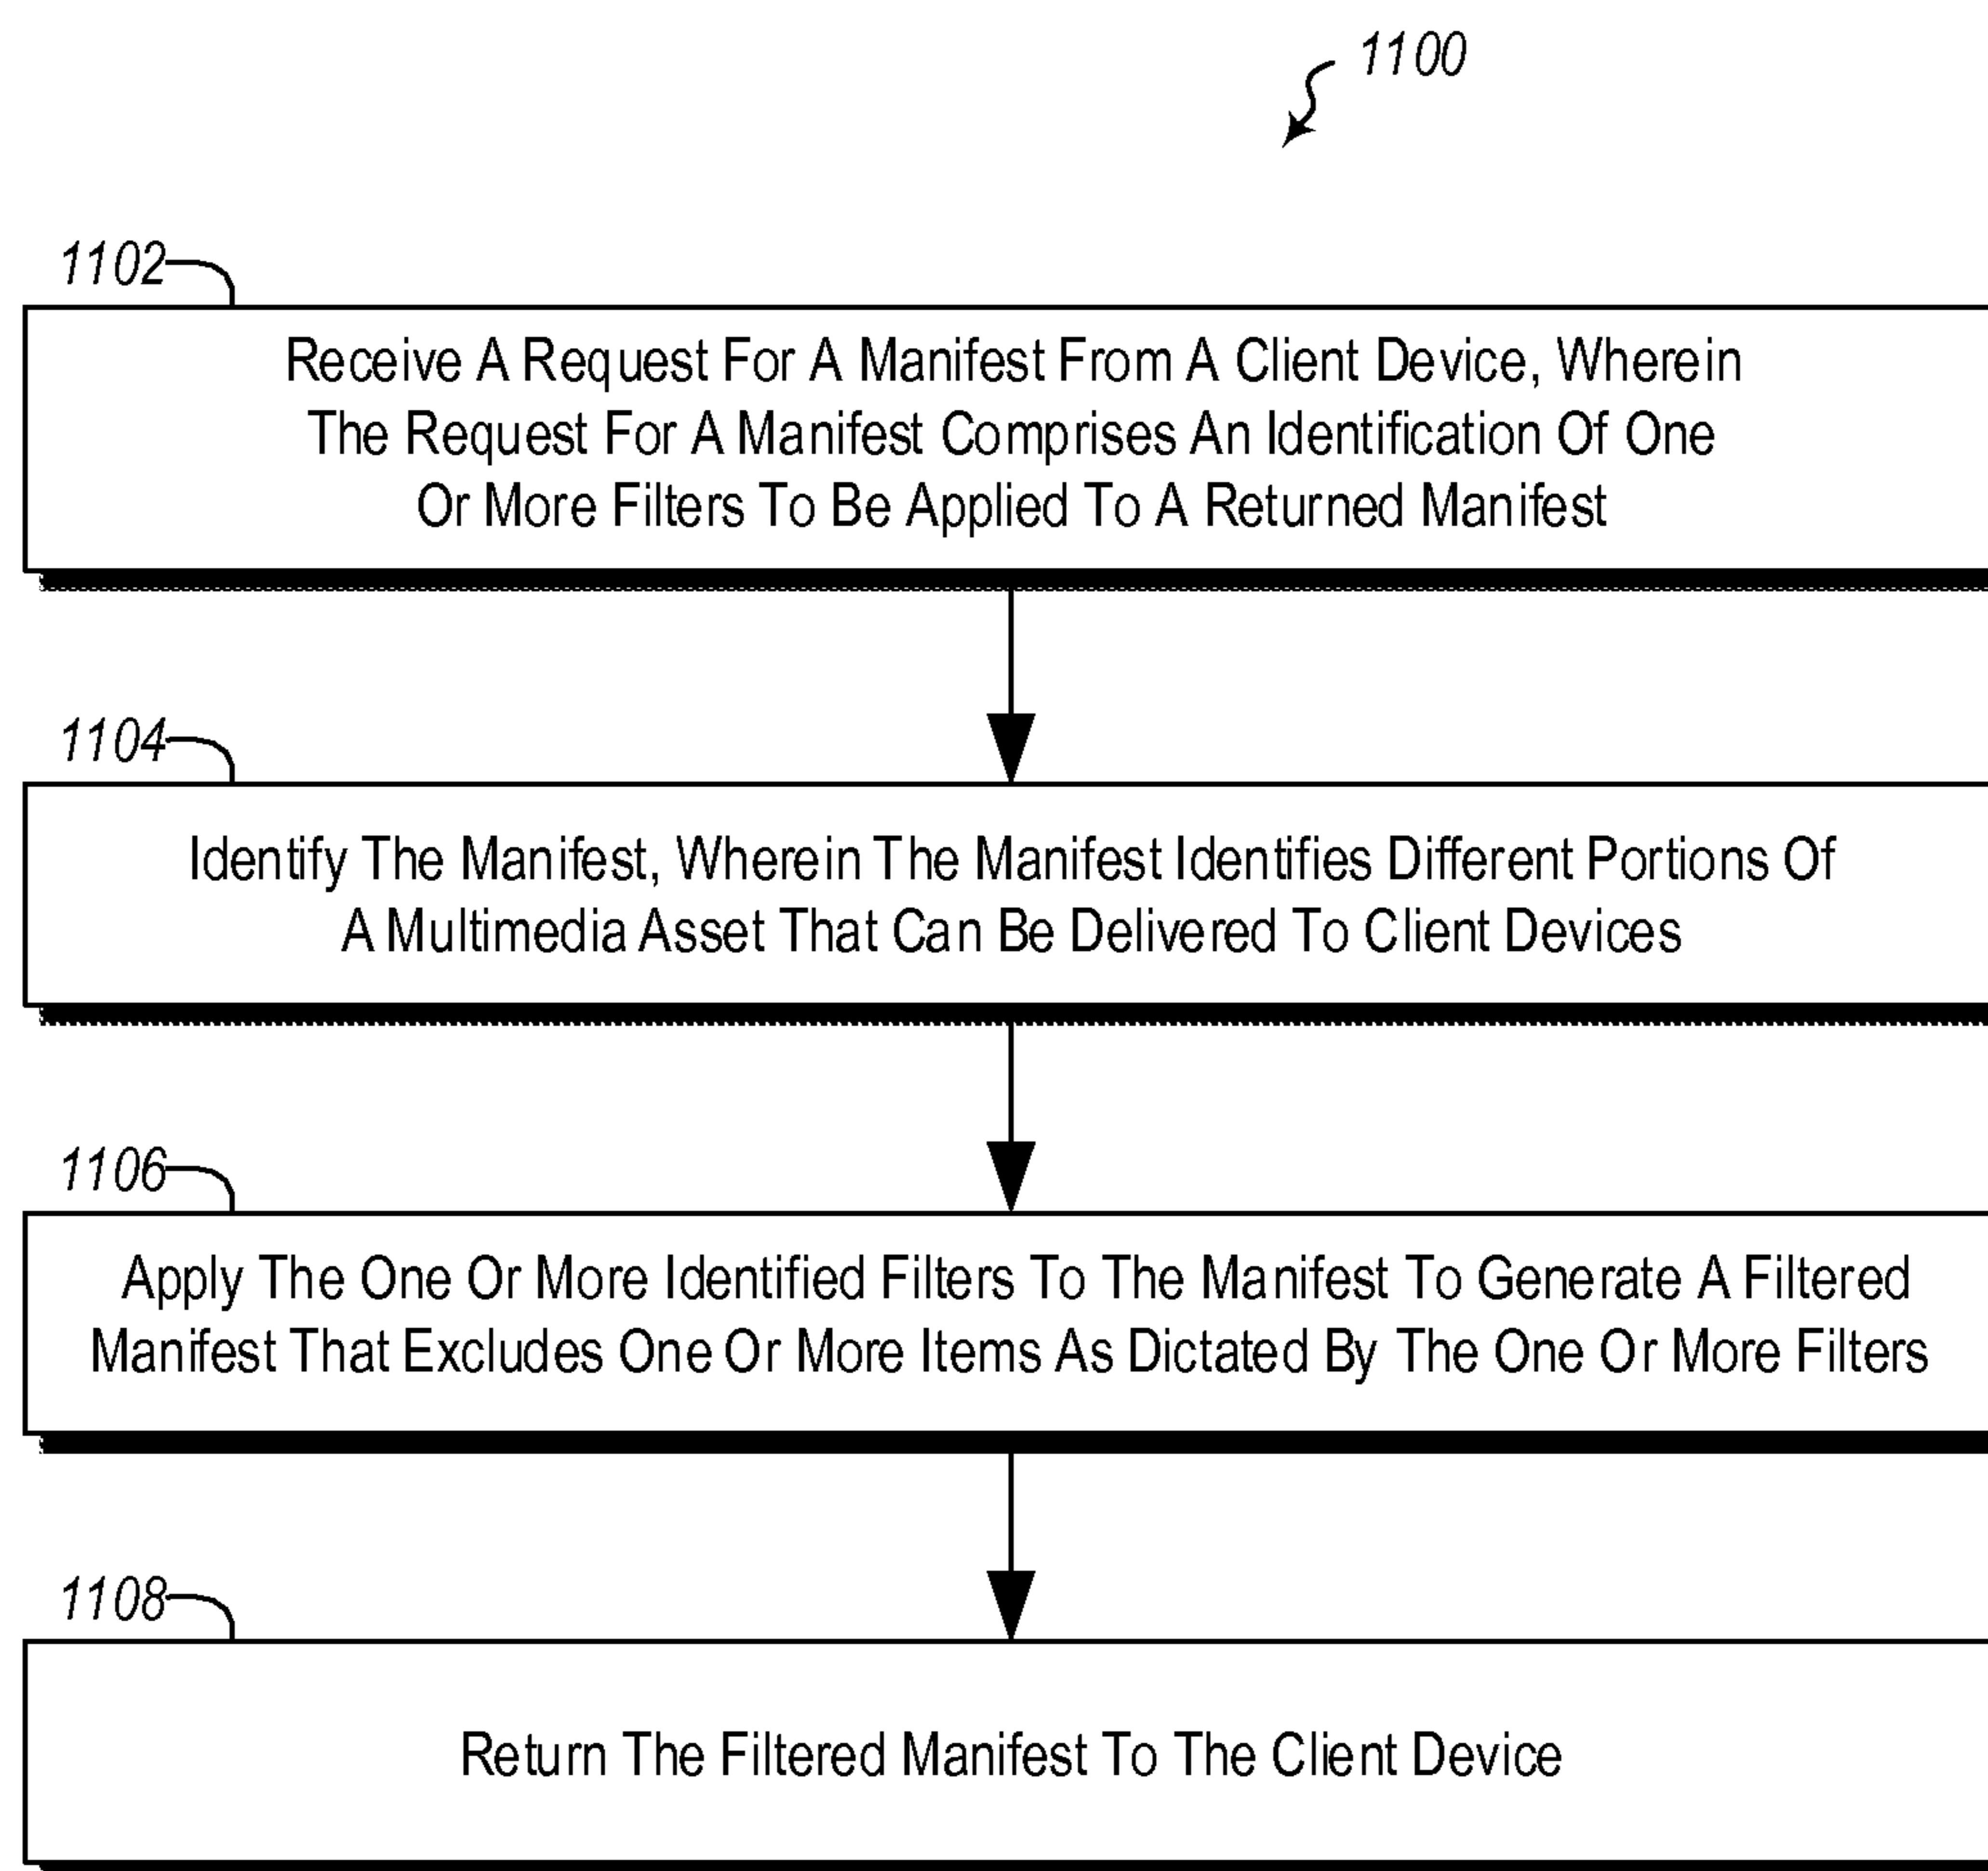 1100
1102
Receive A Request For A Manifest From A Client Device, Wherein
The Request For A Manifest Comprises An Identification Of One
Or More Filters To Be Applied To A Returned Manifest
1104
Identify The Manifest, Wherein The Manifest Identifies Different Portions Of
A Multimedia Asset That Can Be Delivered To Client Devices
1106
Apply The One Or More Identified Filters To The Manifest To Generate A Filtered
Manifest That Excludes One Or More Items As Dictated By The One Or More Filters
1108
Return The Filtered Manifest To The Client Device